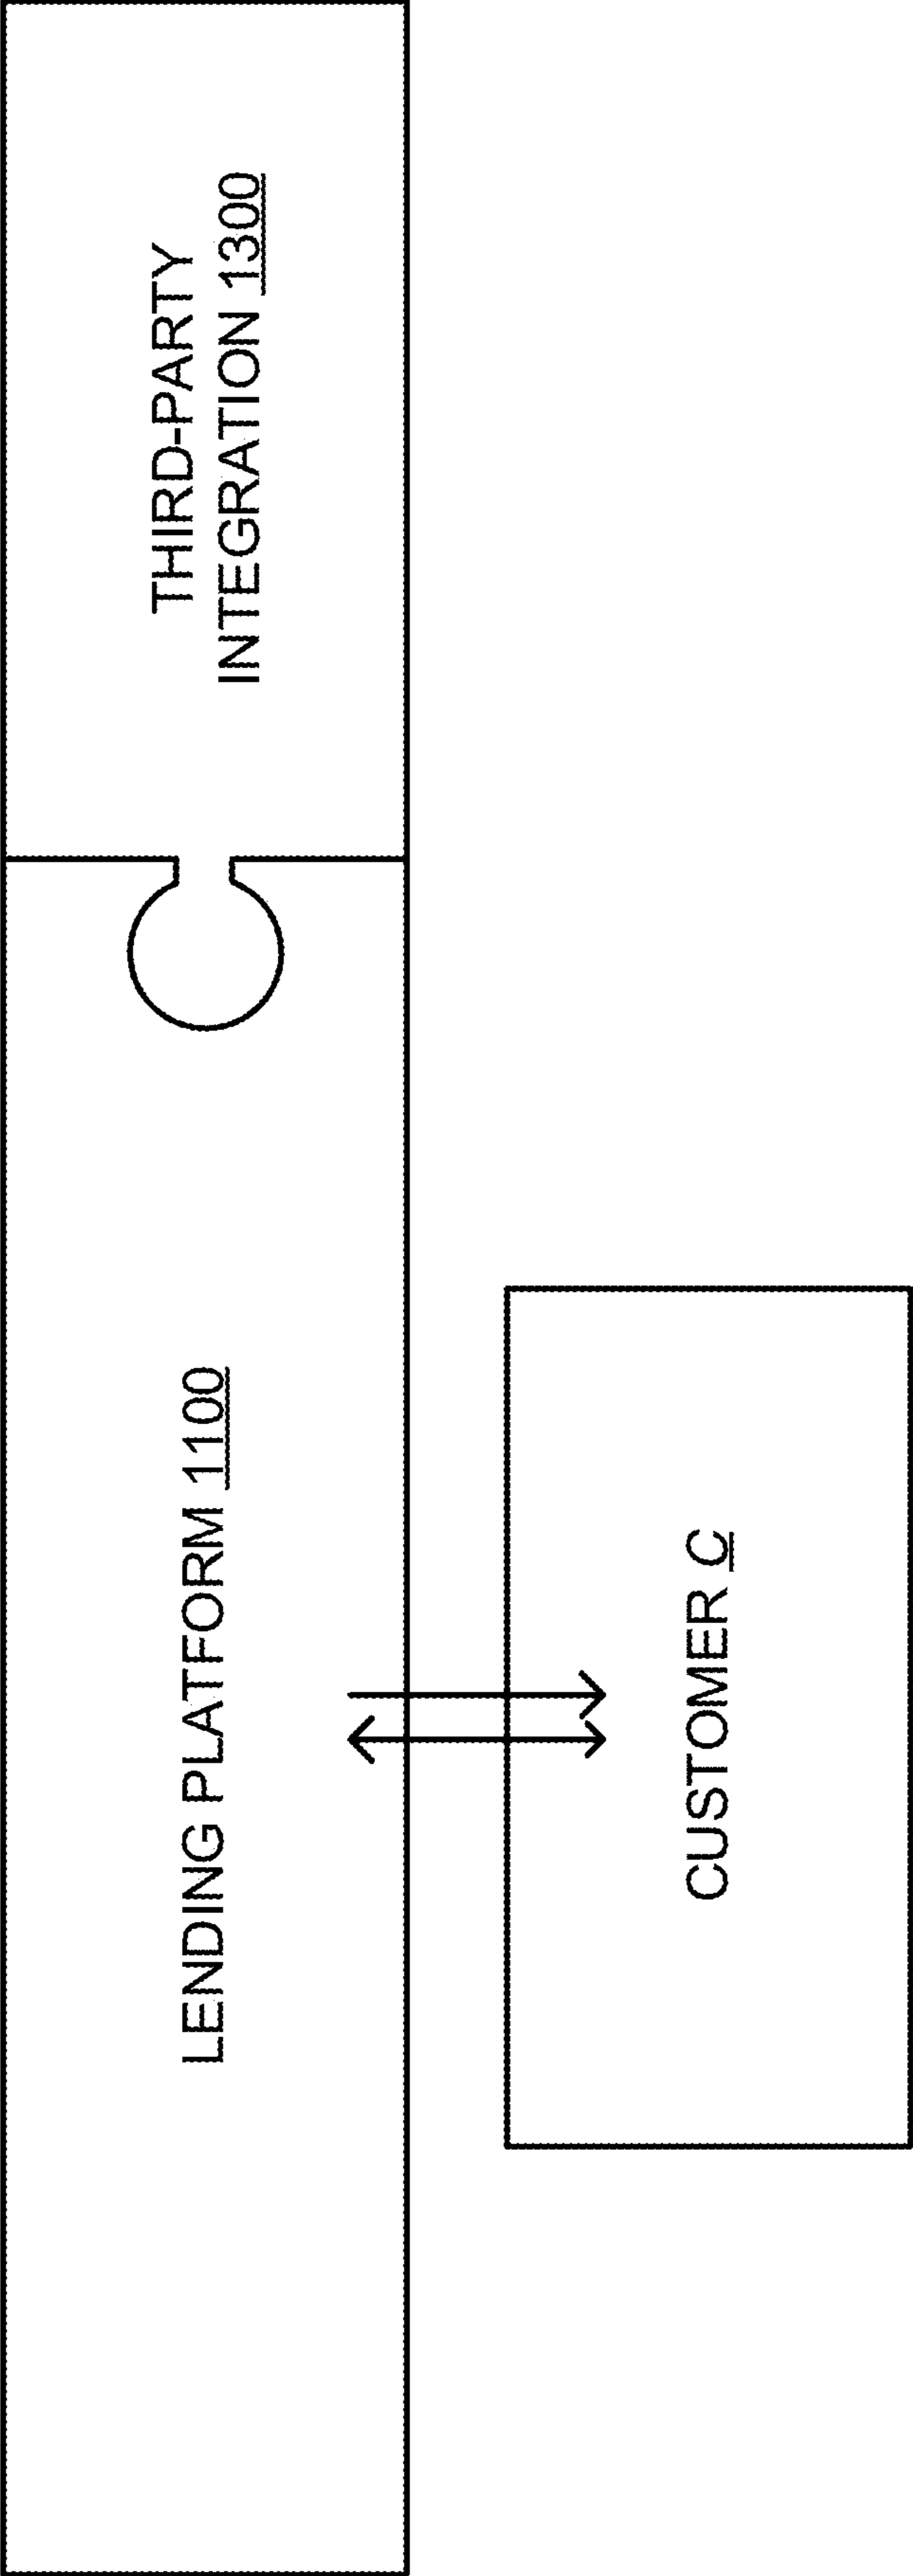 THIRD-PARTY
INTEGRATION 1300
LENDING PLATFORM 1100
CUSTOMER C